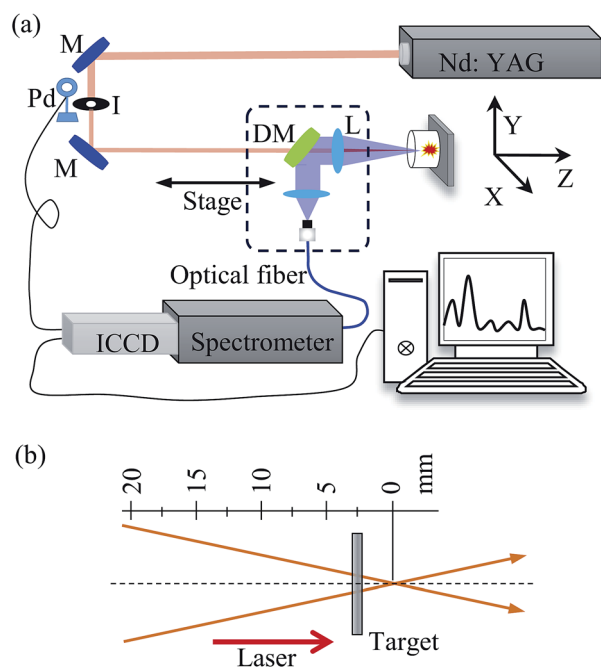 (a)
M
Nd: YAG
Pd
I
DM
L
M
Y
Stage
X
Z
Optical fiber
ICCD
Spectrometer
(b)
20
15
10
5
0
mm
Laser
Target